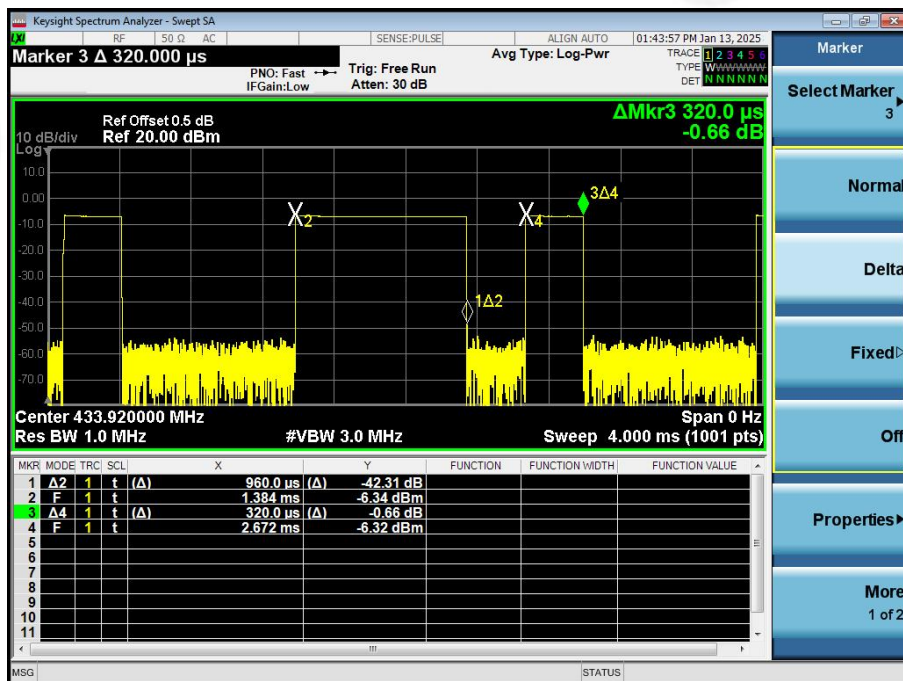 Keysight Spectrum Analyzer - Swept SA
LXI RF 50 Ω AC SENSE:PULSE ALIGN AUTO 01:43:57 PM Jan 13, 2025
Marker 3 Δ 320.000 µs
PNO: Fast
IFGain:Low
Trig: Free Run
Atten: 30 dB
Avg Type: Log-Pwr
TRACE 1 2 3 4 5 6
TYPE WWWWWWW
DET N N N N N N
Marker
Select Marker
3
Normal
Delta
Fixed
Off
Properties
More
1 of 2
Ref Offset 0.5 dB
10 dB/div Ref 20.00 dBm
Log
ΔMkr3 320.0 µs
-0.66 dB
10.0
0.00
-10.0
-20.0
-30.0
-40.0
-50.0
-60.0
-70.0
2
1Δ2
4
3Δ4
Center 433.920000 MHz Span 0 Hz
Res BW 1.0 MHz #VBW 3.0 MHz Sweep 4.000 ms (1001 pts)
MKR MODE TRC SCL X Y FUNCTION FUNCTION WIDTH FUNCTION VALUE
1 Δ2 1 t (Δ) 960.0 µs (Δ) -42.31 dB
2 F 1 t 1.384 ms -6.34 dBm
3 Δ4 1 t (Δ) 320.0 µs (Δ) -0.66 dB
4 F 1 t 2.672 ms -6.32 dBm
5
6
7
8
9
10
11
MSG STATUS